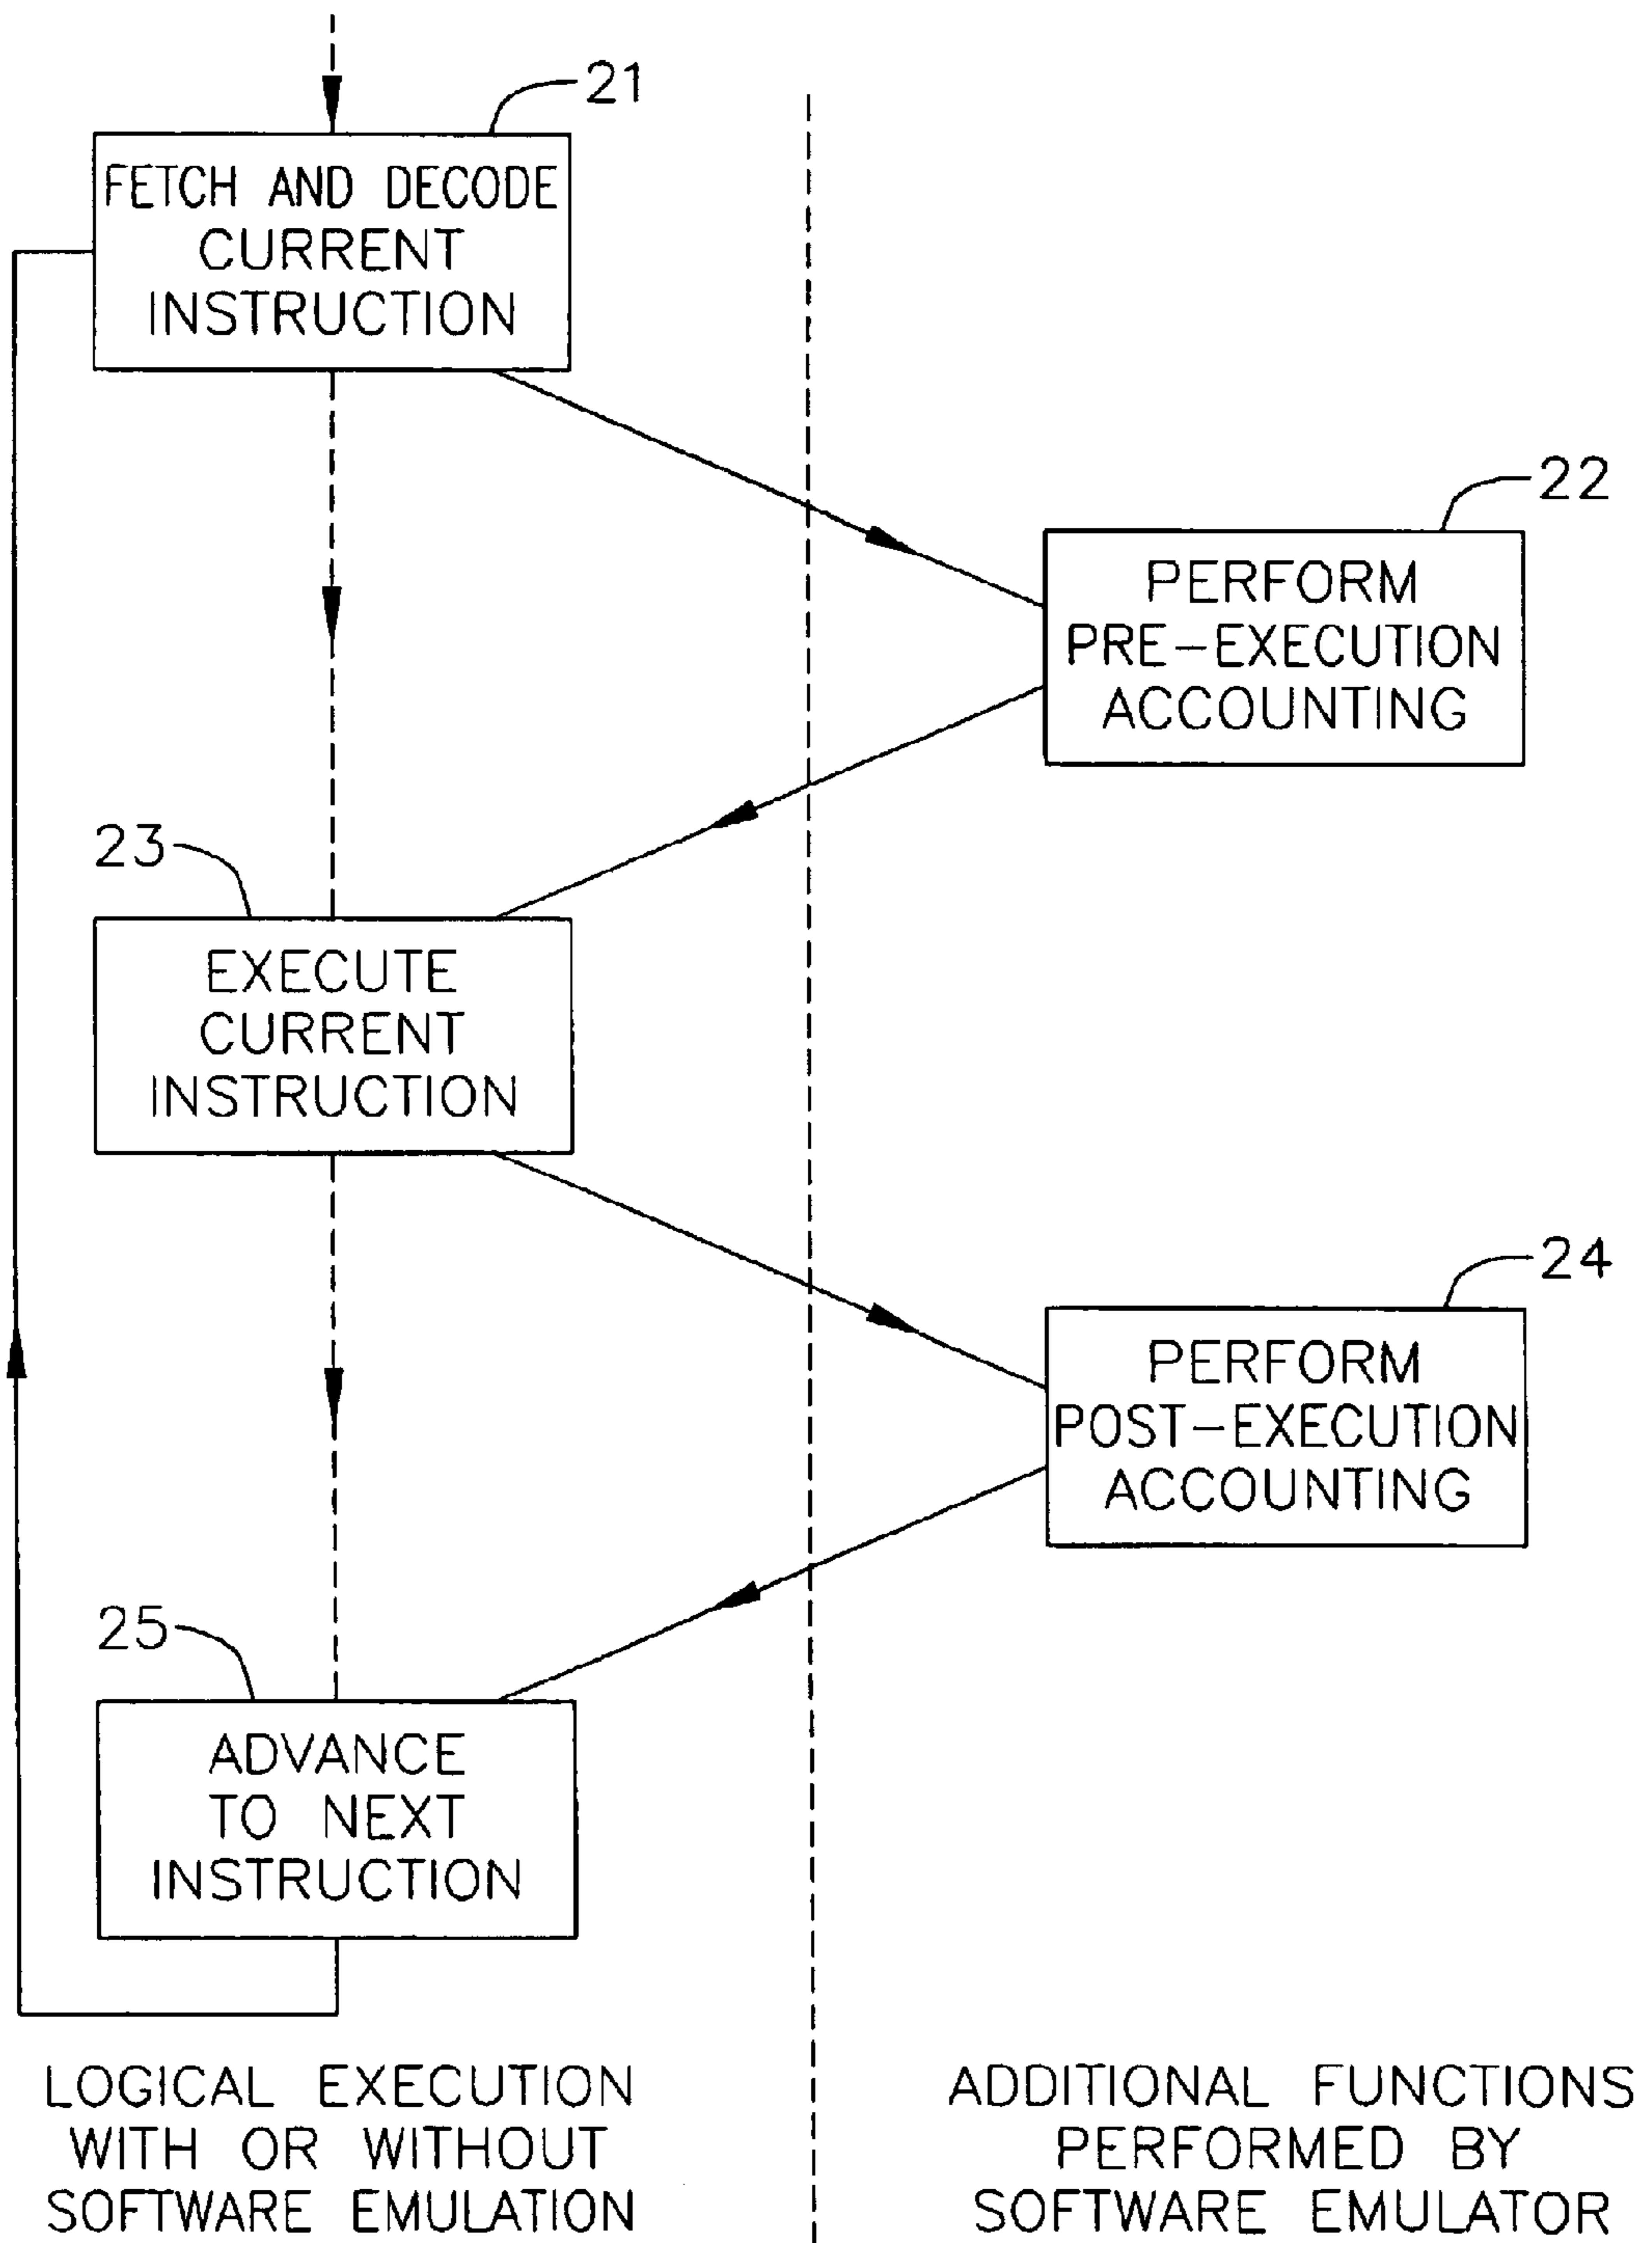 21
FETCH AND DECODE
CURRENT
INSTRUCTION
22
PERFORM
PRE-EXECUTION
ACCOUNTING
23
EXECUTE
CURRENT
INSTRUCTION
24
PERFORM
POST-EXECUTION
ACCOUNTING
25
ADVANCE
TO NEXT
INSTRUCTION
LOGICAL EXECUTION
WITH OR WITHOUT
SOFTWARE EMULATION
ADDITIONAL FUNCTIONS
PERFORMED BY
SOFTWARE EMULATOR